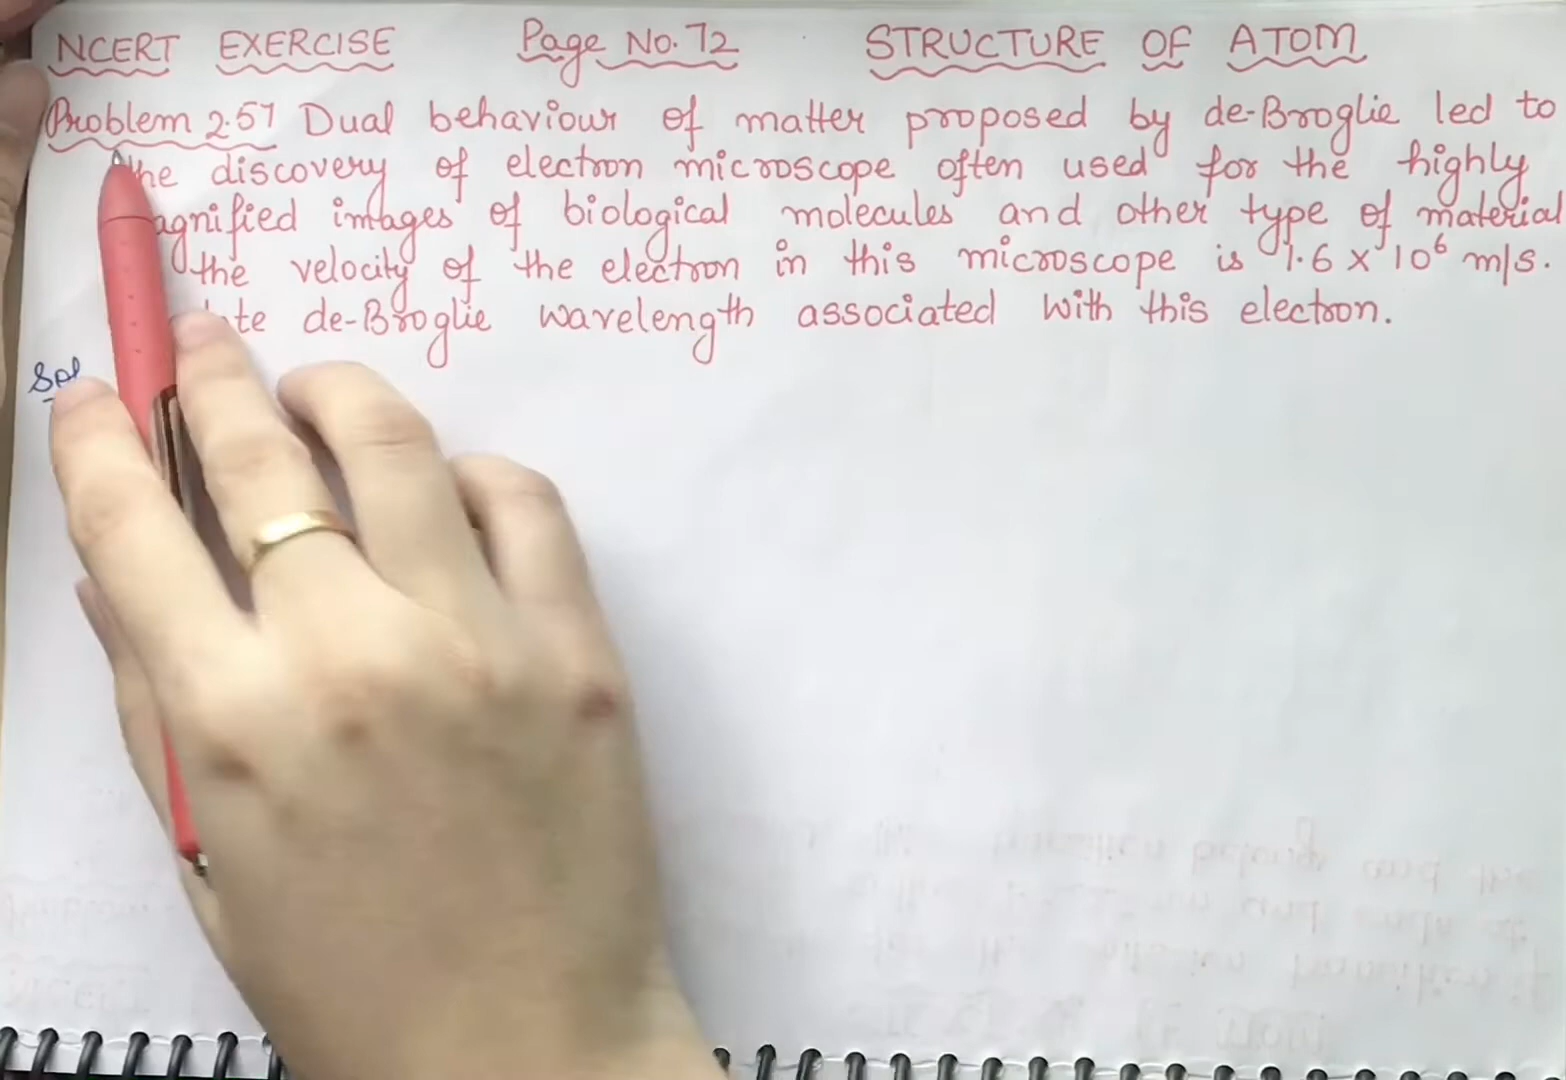 NCERT EXERCISE Page No. 72 STRUCTURE OF ATOM
Problem 2.57 Dual behaviour of matter proposed by de-Broglie led to
the discovery of electron microscope often used for the highly
agnified images of biological molecules and other type of material
the velocity of the electron in this microscope is 1.6 x 10⁶ m/s.
ate de-Broglie wavelength associated with this electron.
Sol